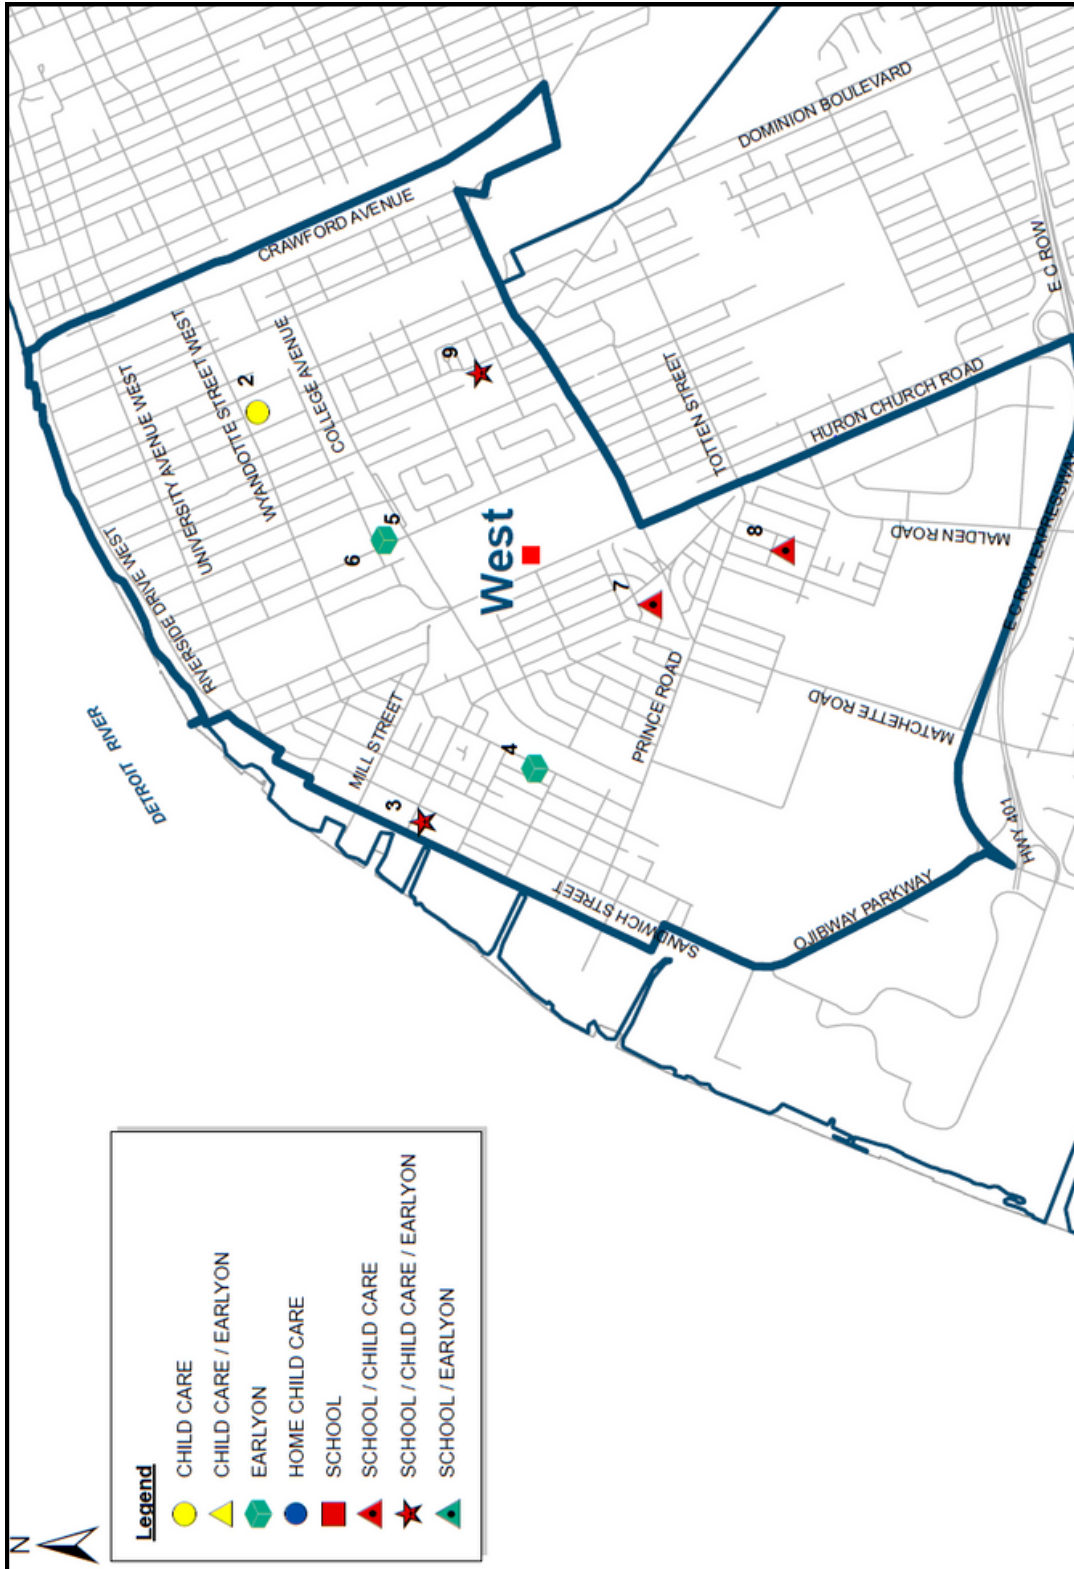 N
Legend
CHILD CARE
CHILD CARE / EARLYON
EARLYON
HOME CHILD CARE
SCHOOL
SCHOOL / CHILD CARE
SCHOOL / CHILD CARE / EARLYON
SCHOOL / EARLYON
DETROIT RIVER
RIVERSIDE DRIVE WEST
UNIVERSITY AVENUE WEST
WYANDOTTE STREET WEST
COLLEGE AVENUE
CRAWFORD AVENUE
MILL STREET
SANDWICH STREET
PRINCE ROAD
TOTTEN STREET
HURON CHURCH ROAD
DOMINION BOULEVARD
MALDEN ROAD
MATCHETTE ROAD
OJIBWAY PARKWAY
E C ROW EXPRESSWAY
E C ROW
HWY 401
West
2
3
4
5
6
7
8
9